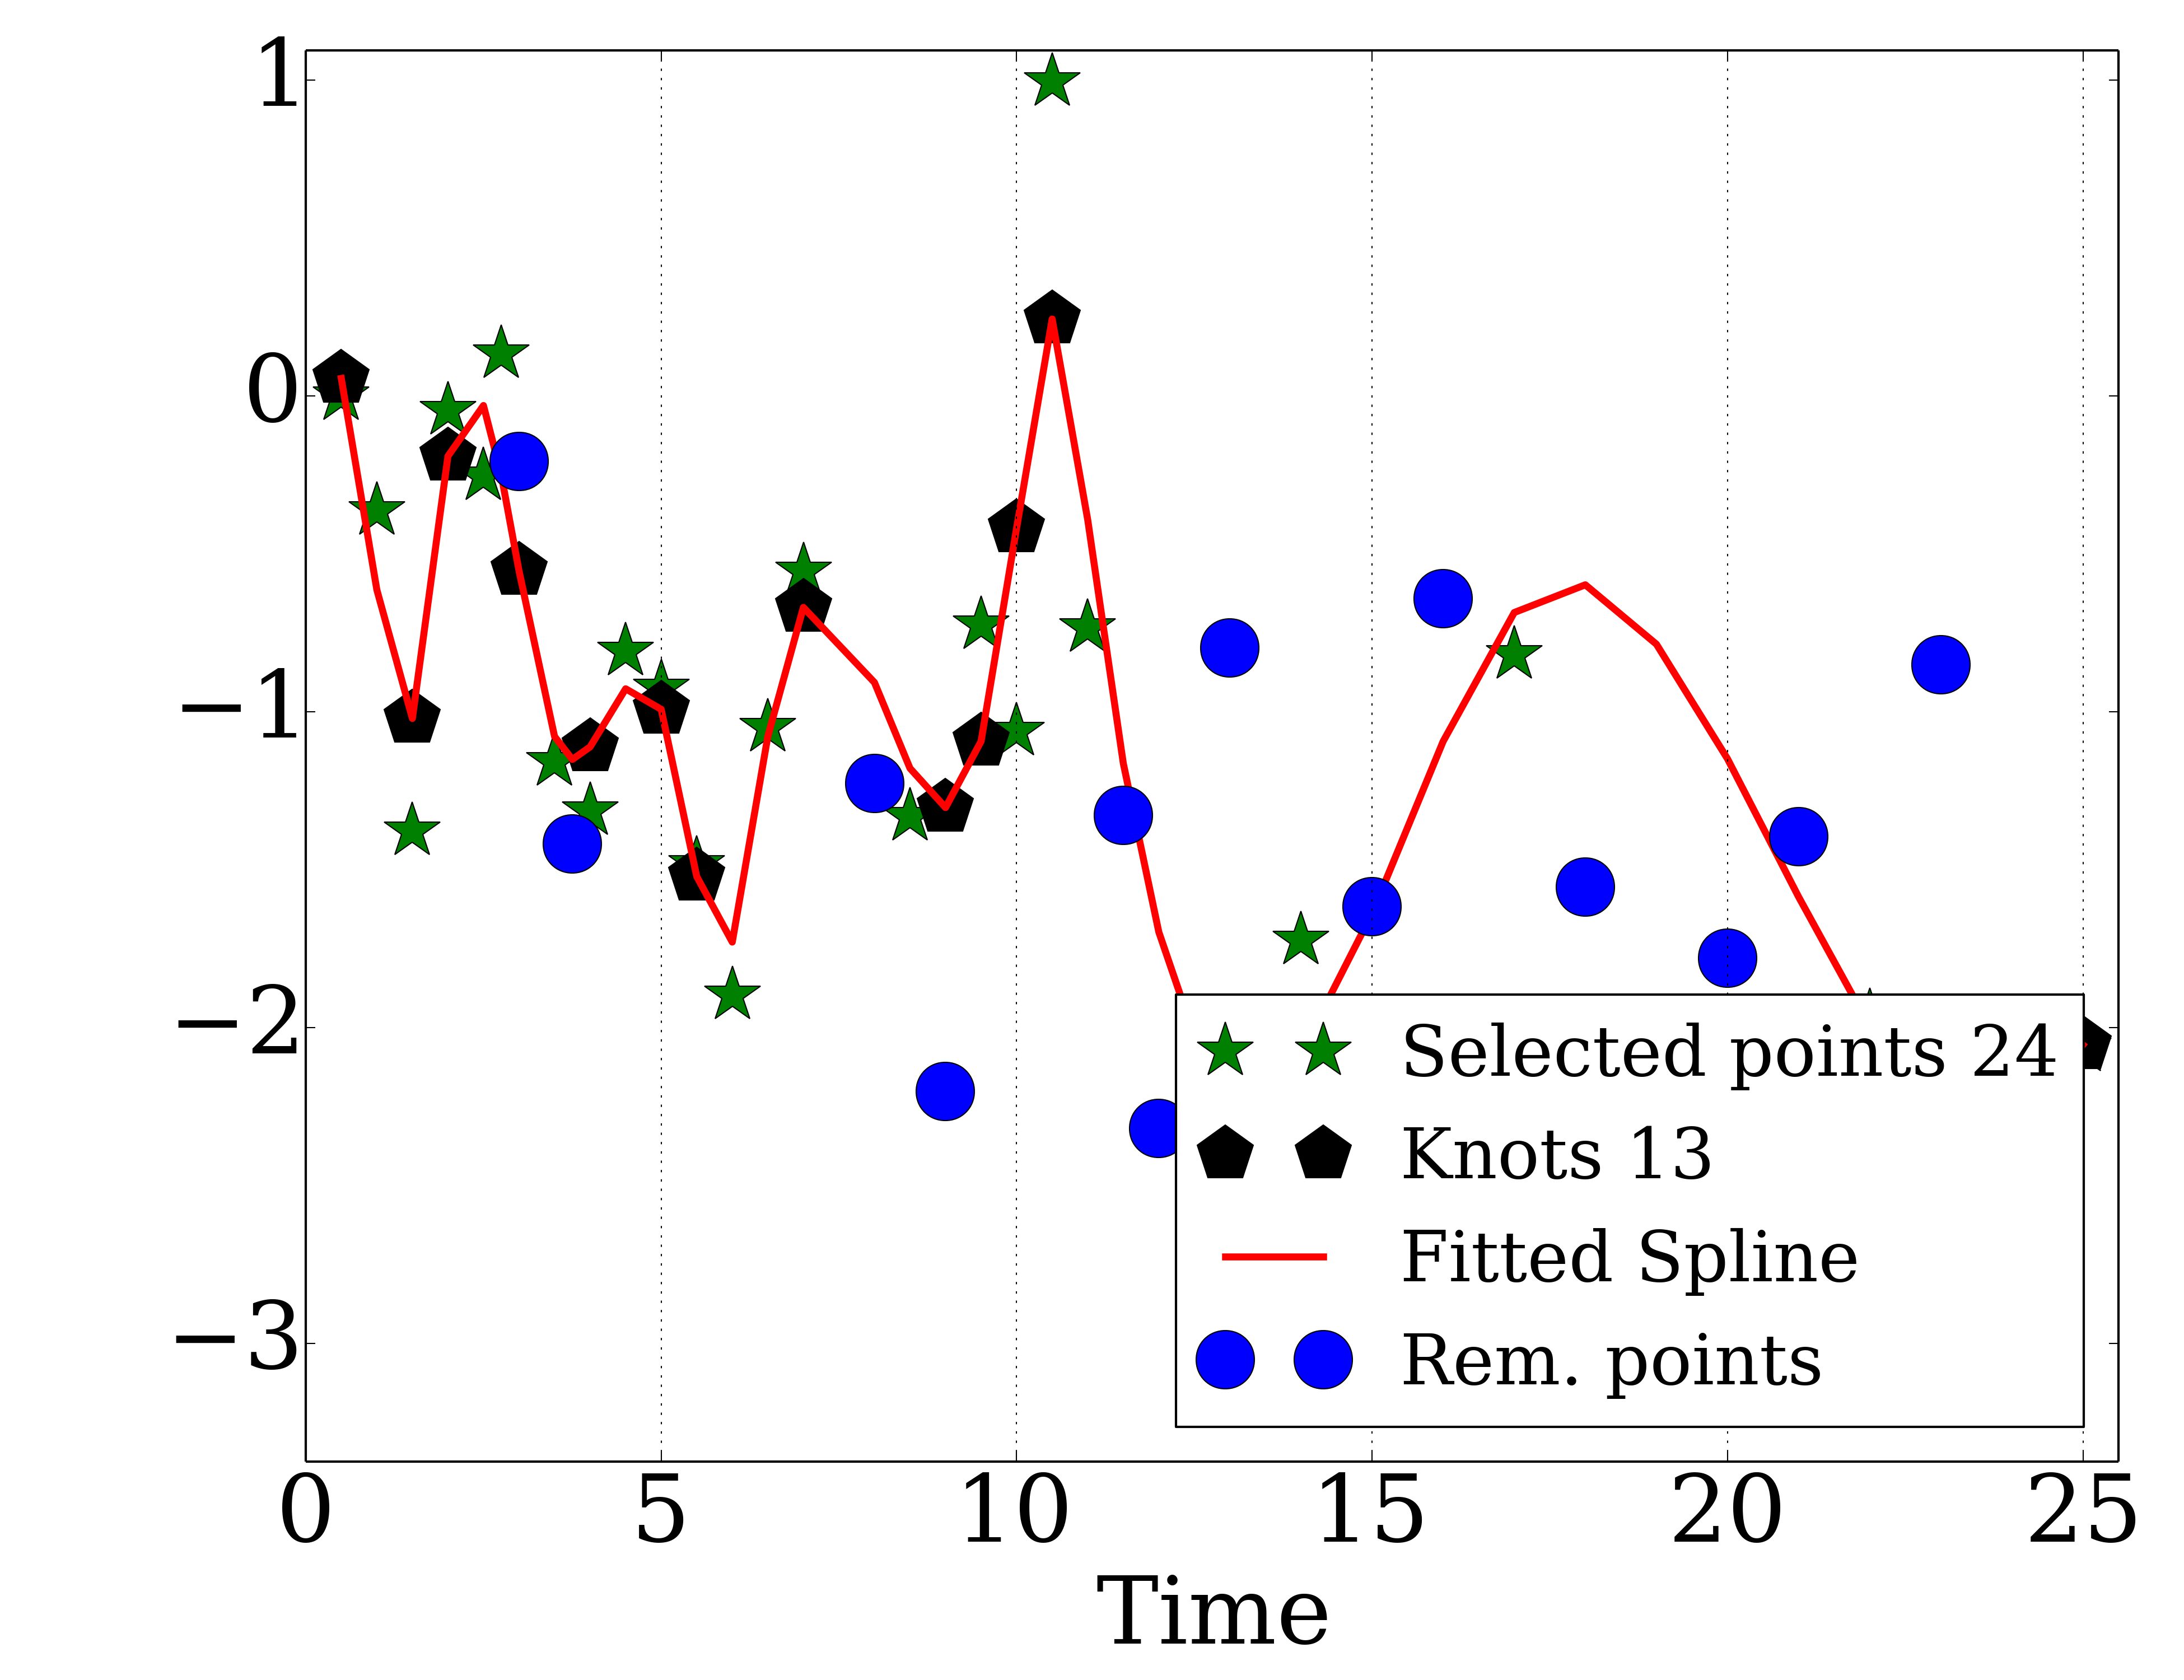 1
0
−1
−2
−3
Selected points 24
Knots 13
Fitted Spline
Rem. points
0 5 10 15 20 25
Time